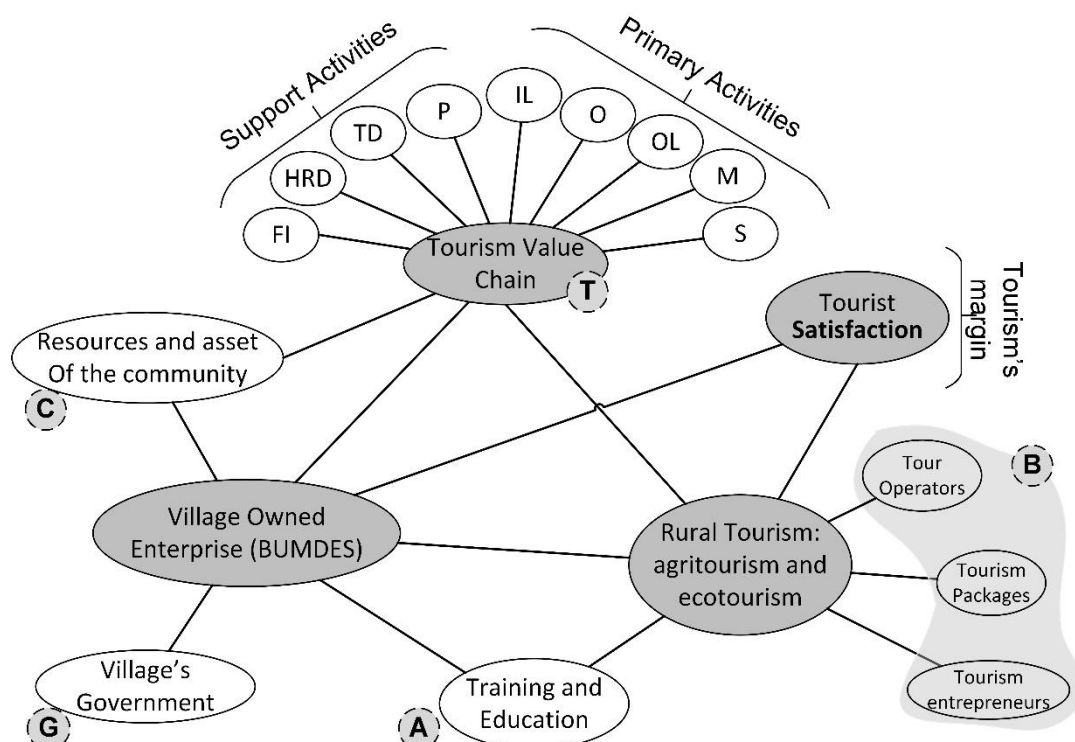 Support Activities
Primary Activities
FI
HRD
TD
P
IL
O
OL
M
S
Tourism Value
Chain
T
Tourist
Satisfaction
Tourism's
margin
Resources and asset
Of the community
C
Tour
Operators
B
Village Owned
Enterprise (BUMDES)
Rural Tourism:
agritourism and
ecotourism
Tourism
Packages
Village's
Government
G
Training and
Education
A
Tourism
entrepreneurs